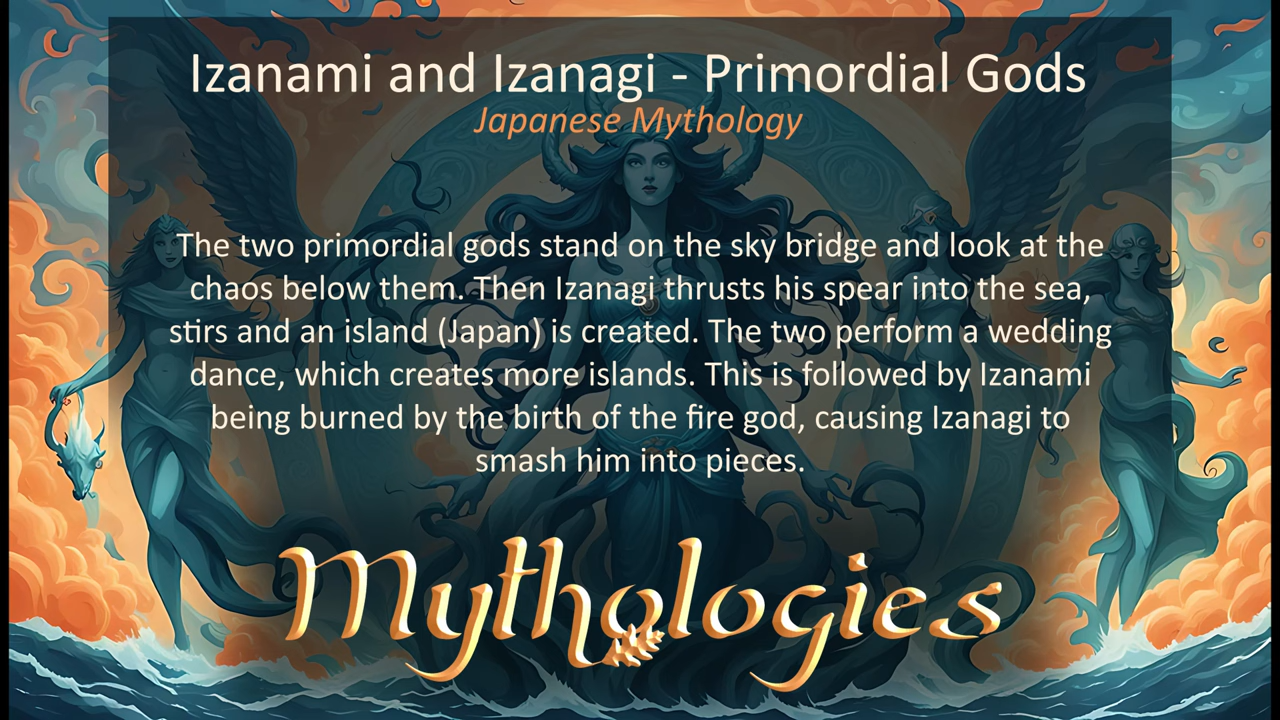 Izanami and Izanagi - Primordial Gods
Japanese Mythology
The two primordial gods stand on the sky bridge and look at the
chaos below them. Then Izanagi thrusts his spear into the sea,
stirs and an island (Japan) is created. The two perform a wedding
dance, which creates more islands. This is followed by Izanami
being burned by the birth of the fire god, causing Izanagi to
smash him into pieces.
Mythologies